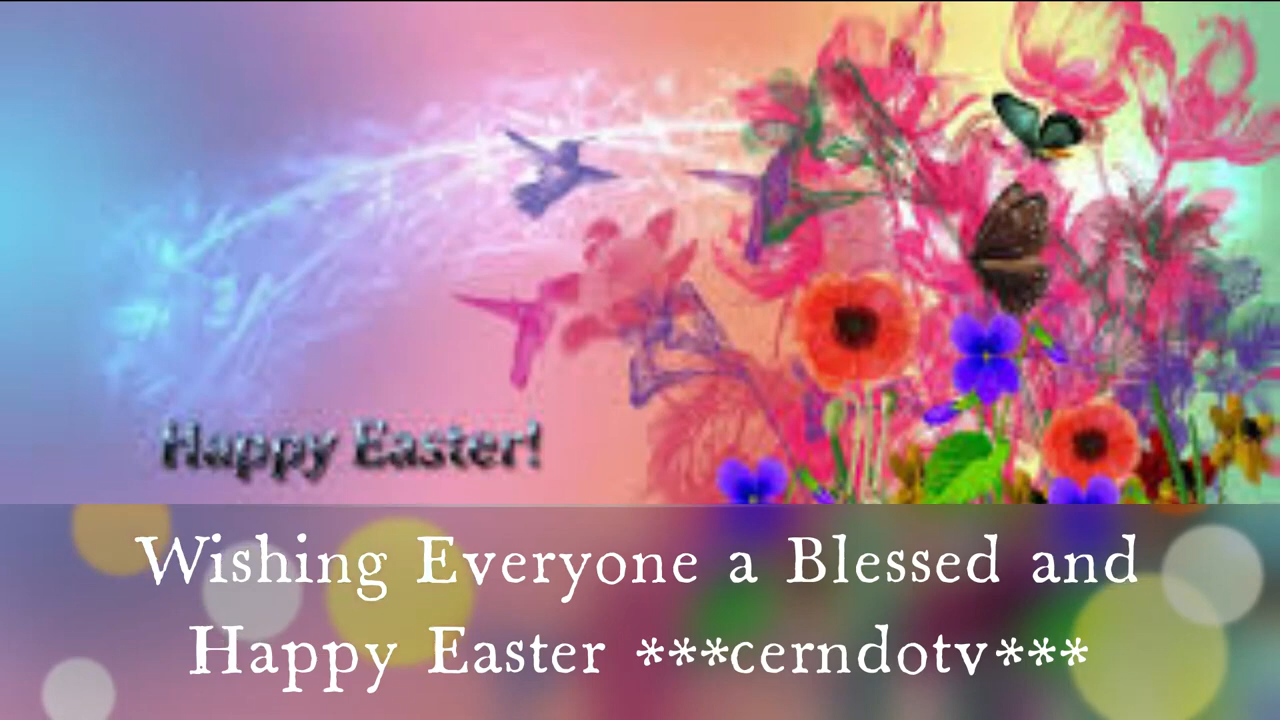 Happy Easter!
Wishing Everyone a Blessed and
Happy Easter ***cerndotv***